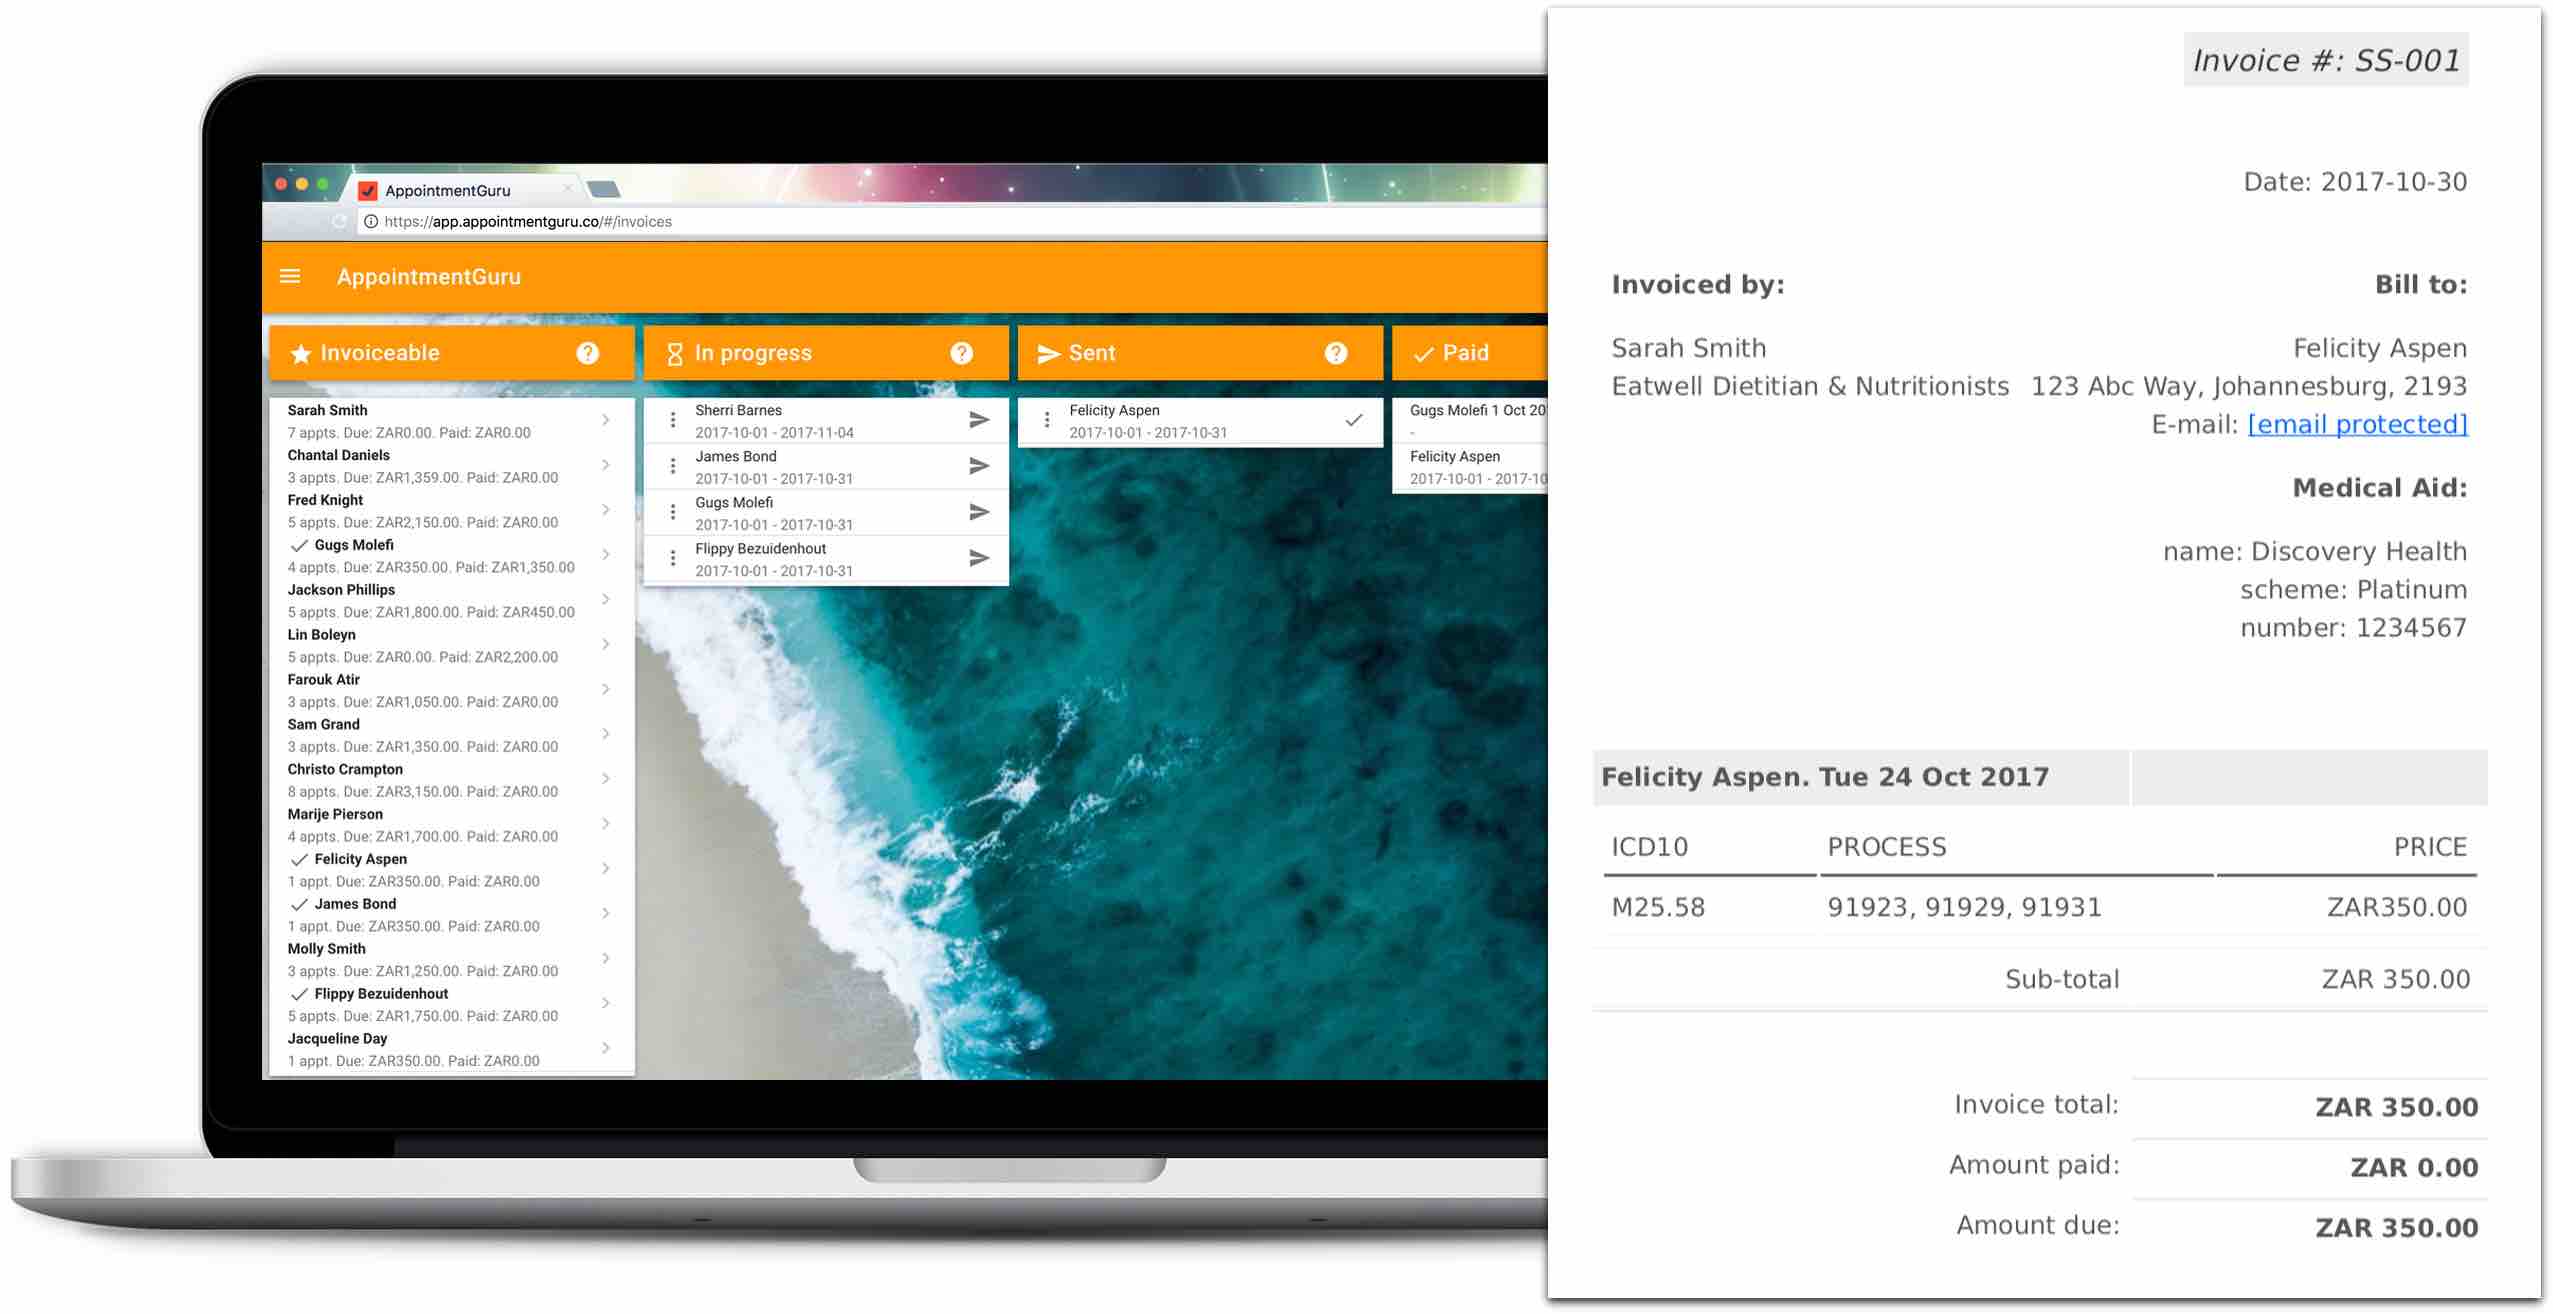 AppointmentGuru
https://app.appointmentguru.co/#/invoices
AppointmentGuru
Invoiceable
Sarah Smith
7 appts. Due: ZAR0.00. Paid: ZAR0.00
Chantal Daniels
3 appts. Due: ZAR1,359.00. Paid: ZAR0.00
Fred Knight
5 appts. Due: ZAR2,150.00. Paid: ZAR0.00
Gugs Molefi
4 appts. Due: ZAR350.00. Paid: ZAR1,350.00
Jackson Phillips
5 appts. Due: ZAR1,800.00. Paid: ZAR450.00
Lin Boleyn
5 appts. Due: ZAR0.00. Paid: ZAR2,200.00
Farouk Atir
3 appts. Due: ZAR1,050.00. Paid: ZAR0.00
Sam Grand
3 appts. Due: ZAR1,350.00. Paid: ZAR0.00
Christo Crampton
8 appts. Due: ZAR3,150.00. Paid: ZAR0.00
Marije Pierson
4 appts. Due: ZAR1,700.00. Paid: ZAR0.00
Felicity Aspen
1 appt. Due: ZAR350.00. Paid: ZAR0.00
James Bond
1 appt. Due: ZAR350.00. Paid: ZAR0.00
Molly Smith
3 appts. Due: ZAR1,250.00. Paid: ZAR0.00
Flippy Bezuidenhout
5 appts. Due: ZAR1,750.00. Paid: ZAR0.00
Jacqueline Day
1 appt. Due: ZAR350.00. Paid: ZAR0.00
In progress
Sherri Barnes
2017-10-01 - 2017-11-04
James Bond
2017-10-01 - 2017-10-31
Gugs Molefi
2017-10-01 - 2017-10-31
Flippy Bezuidenhout
2017-10-01 - 2017-10-31
Sent
Felicity Aspen
2017-10-01 - 2017-10-31
Paid
Gugs Molefi 1 Oct 20
-
Felicity Aspen
2017-10-01 - 2017-10
Invoice #: SS-001
Date: 2017-10-30
Invoiced by:
Sarah Smith
Eatwell Dietitian & Nutritionists
Bill to:
Felicity Aspen
123 Abc Way, Johannesburg, 2193
E-mail: [email protected]
Medical Aid:
name: Discovery Health
scheme: Platinum
number: 1234567
Felicity Aspen. Tue 24 Oct 2017
ICD10 PROCESS PRICE
M25.58 91923, 91929, 91931 ZAR350.00
Sub-total ZAR 350.00
Invoice total: ZAR 350.00
Amount paid: ZAR 0.00
Amount due: ZAR 350.00